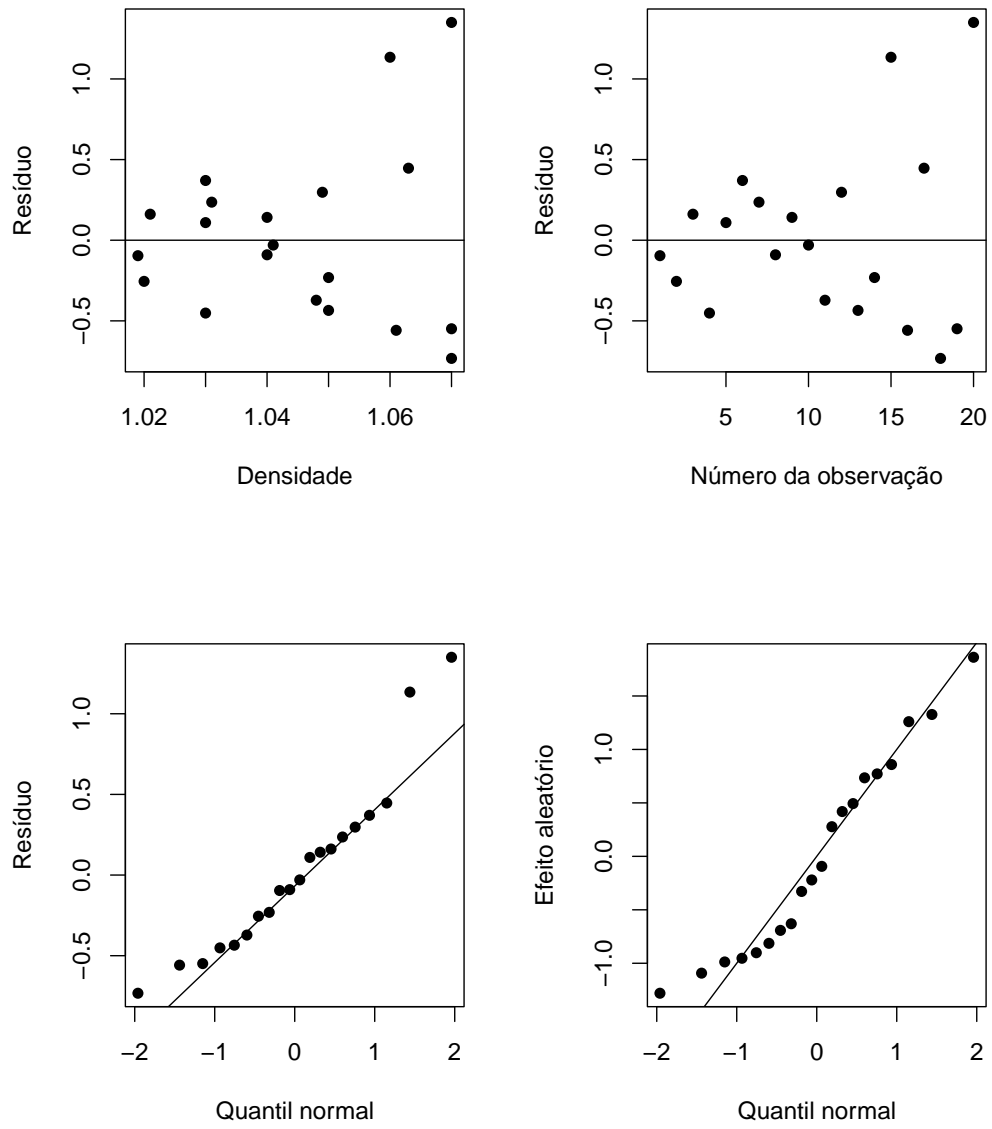 1.0
0.5
0.0
−0.5
Resíduo
1.02 1.04 1.06
Densidade
1.0
0.5
0.0
−0.5
Resíduo
5 10 15 20
Número da observação
1.0
0.5
0.0
−0.5
Resíduo
−2 −1 0 1 2
Quantil normal
1.0
0.0
−1.0
Efeito aleatório
−2 −1 0 1 2
Quantil normal